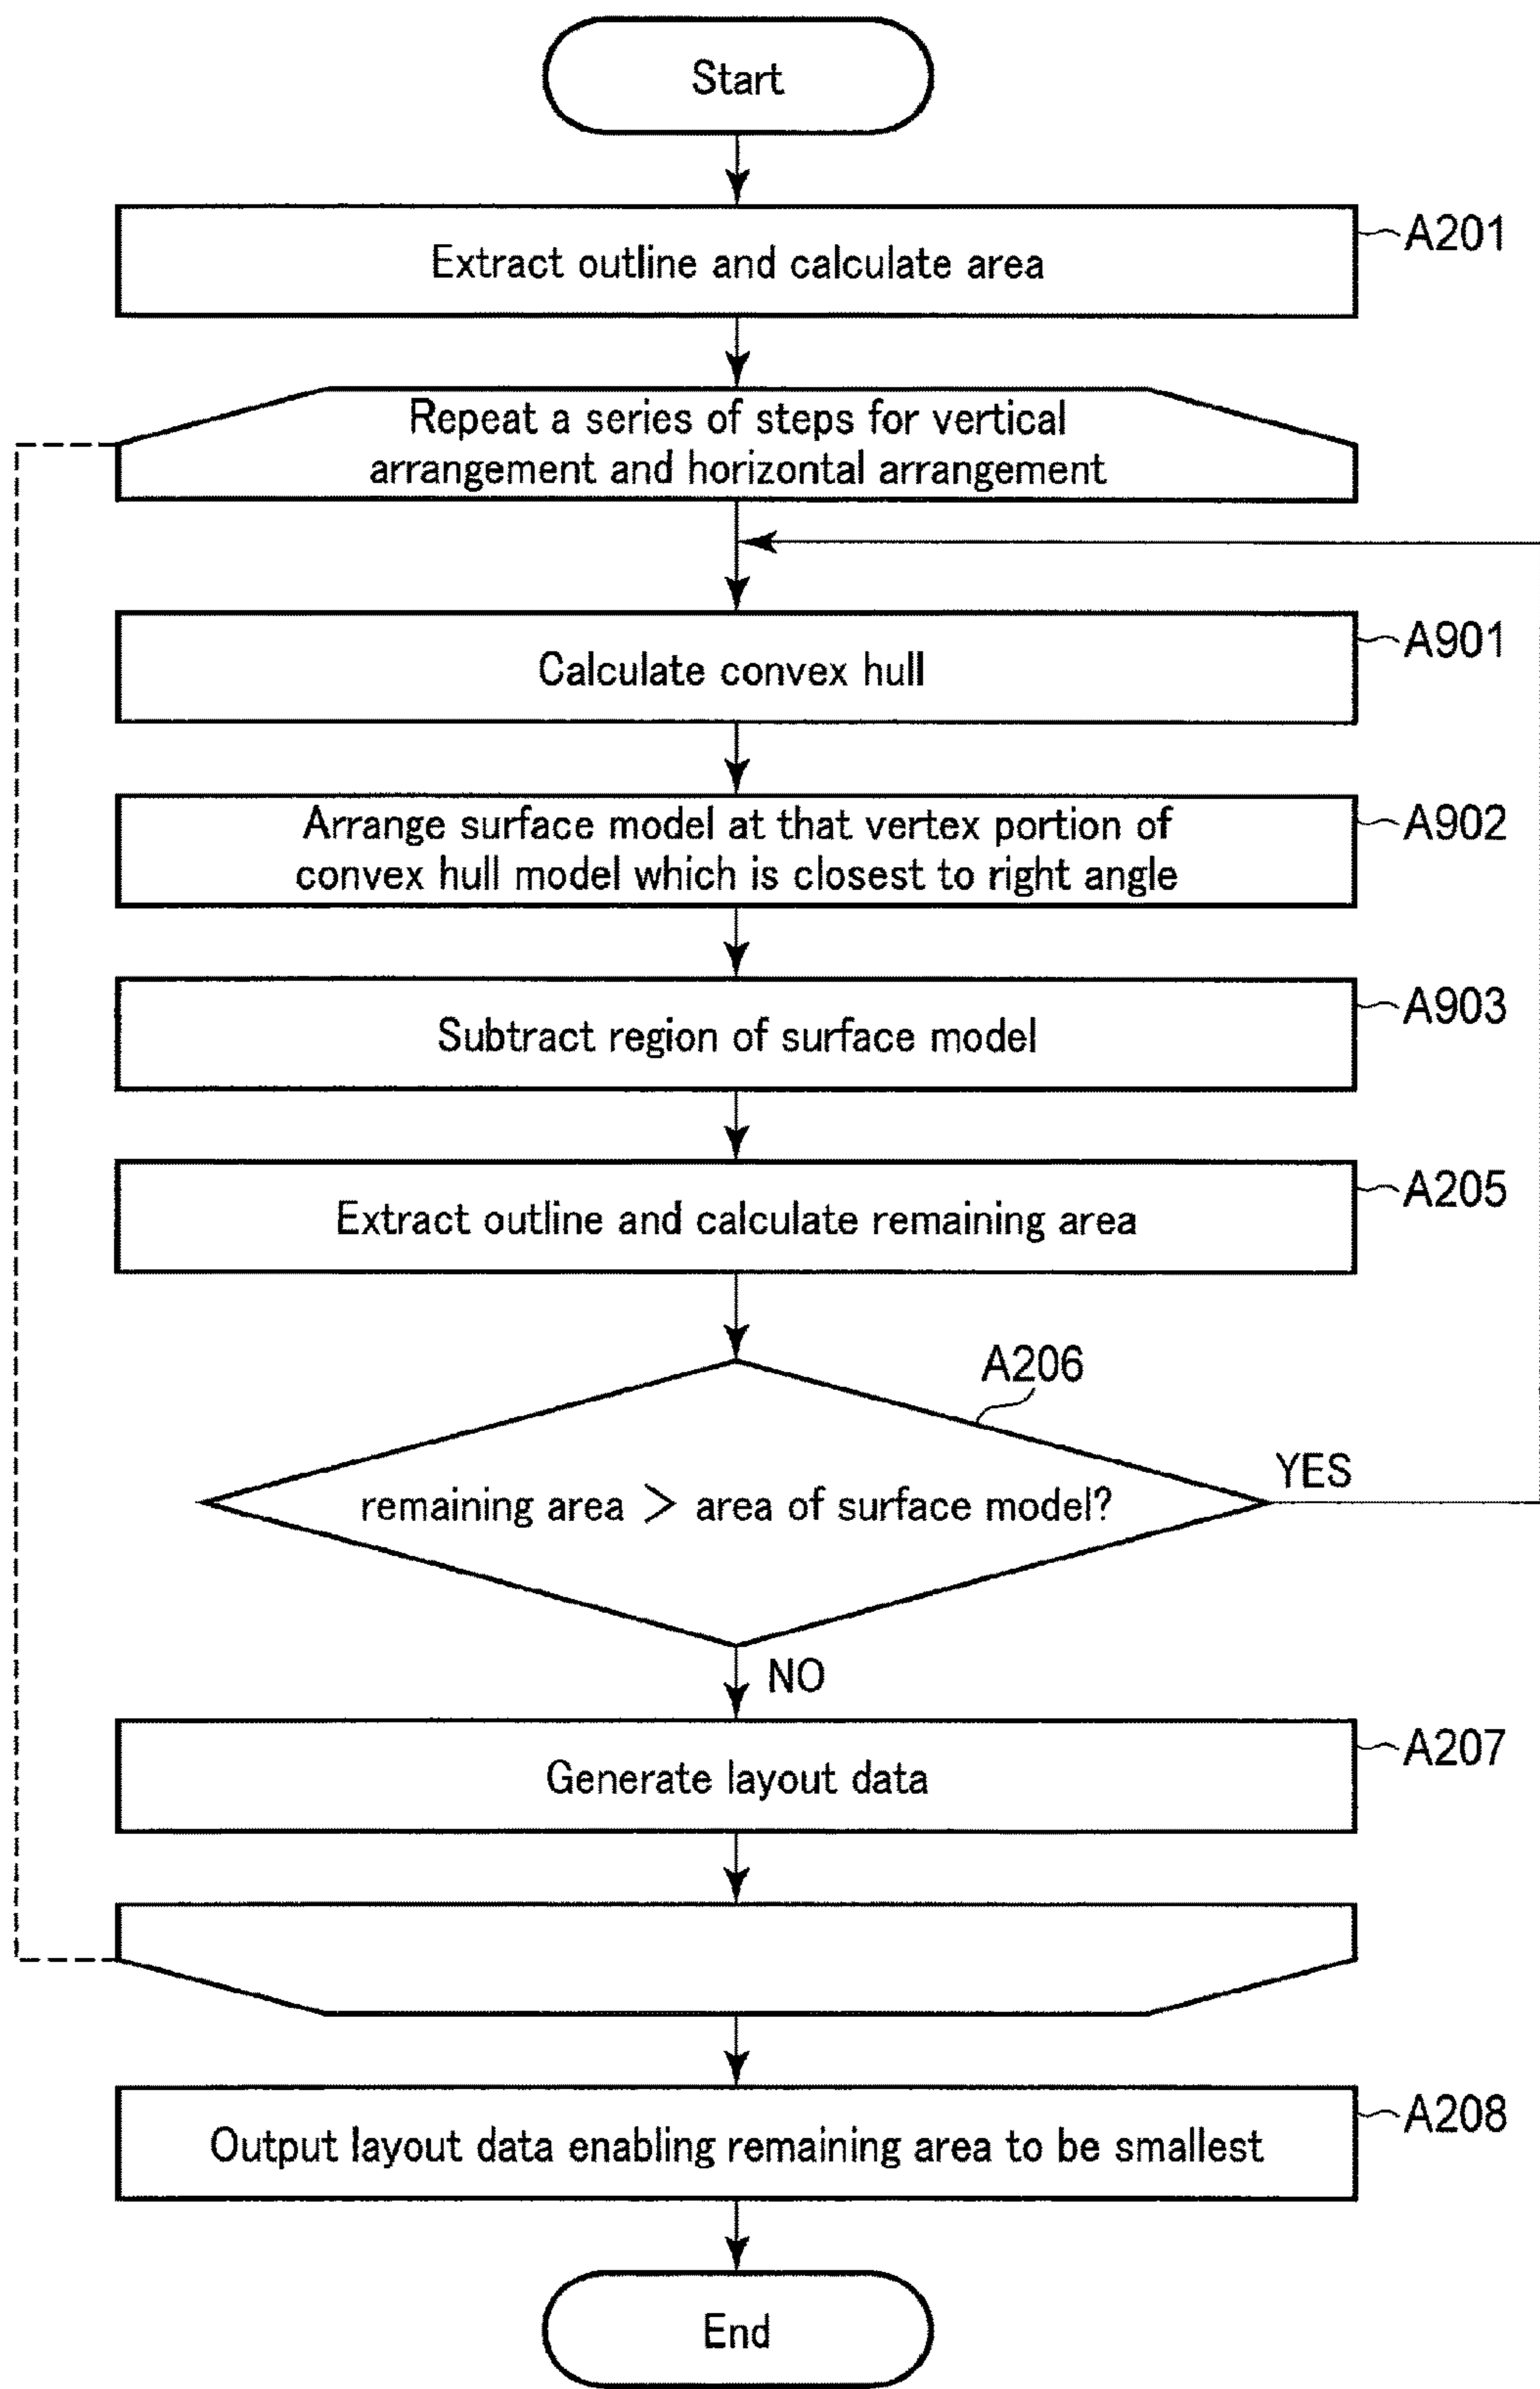 Start
Extract outline and calculate area
A201
Repeat a series of steps for vertical
arrangement and horizontal arrangement
Calculate convex hull
A901
Arrange surface model at that vertex portion of
convex hull model which is closest to right angle
A902
Subtract region of surface model
A903
Extract outline and calculate remaining area
A205
A206
remaining area > area of surface model?
YES
NO
Generate layout data
A207
Output layout data enabling remaining area to be smallest
A208
End